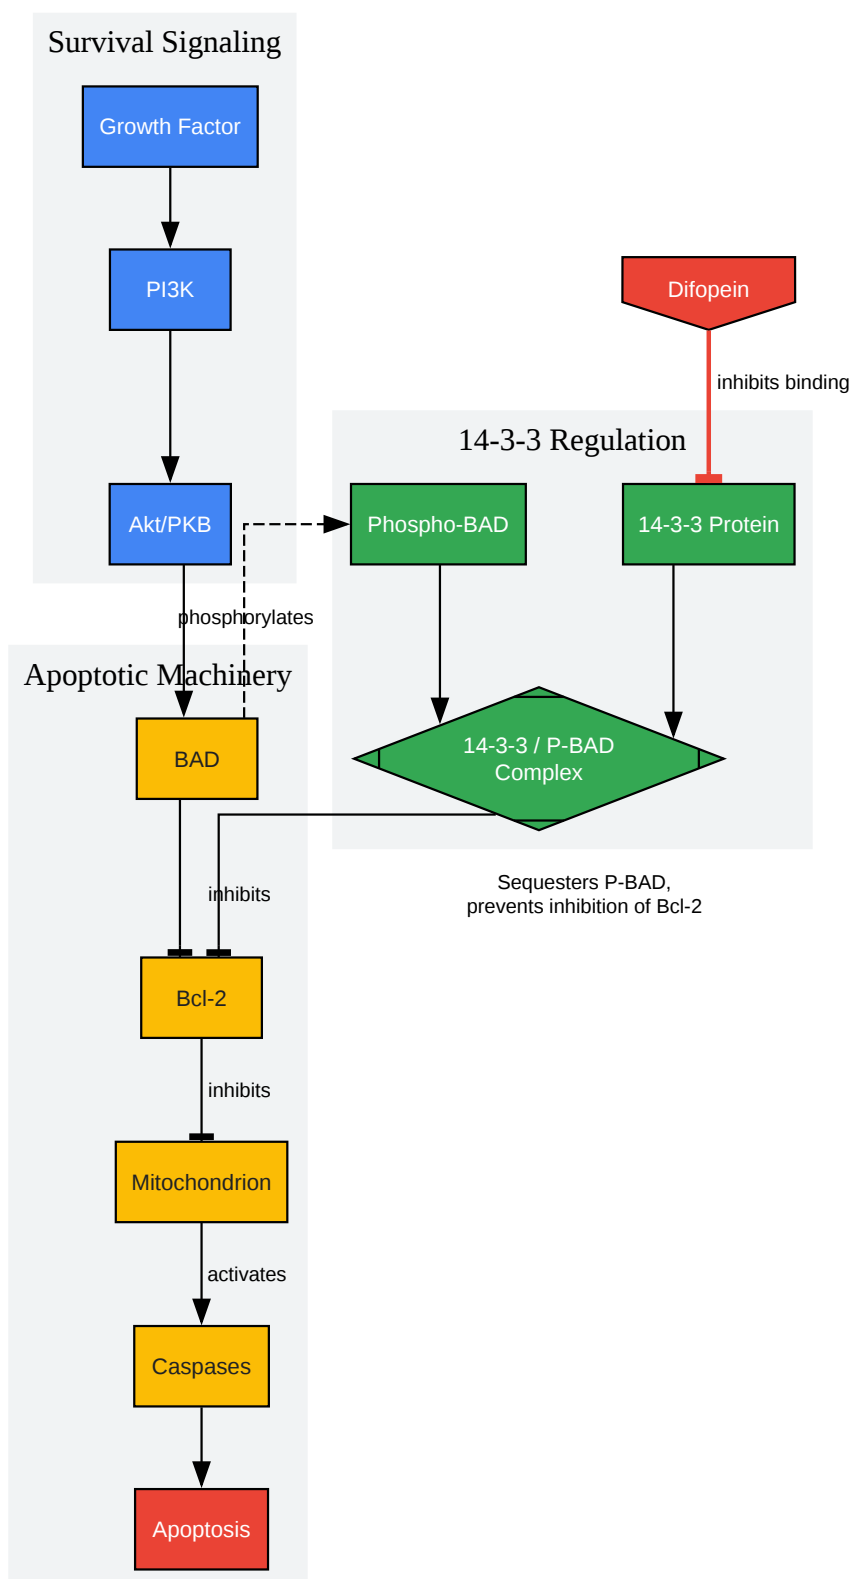 Survival Signaling
Growth Factor
PI3K
Difopein
inhibits binding
14-3-3 Regulation
Akt/PKB
Phospho-BAD
14-3-3 Protein
phosphorylates
Apoptotic Machinery
BAD
14-3-3 / P-BAD
Complex
inhibits
Sequesters P-BAD,
prevents inhibition of Bcl-2
Bcl-2
inhibits
Mitochondrion
activates
Caspases
Apoptosis